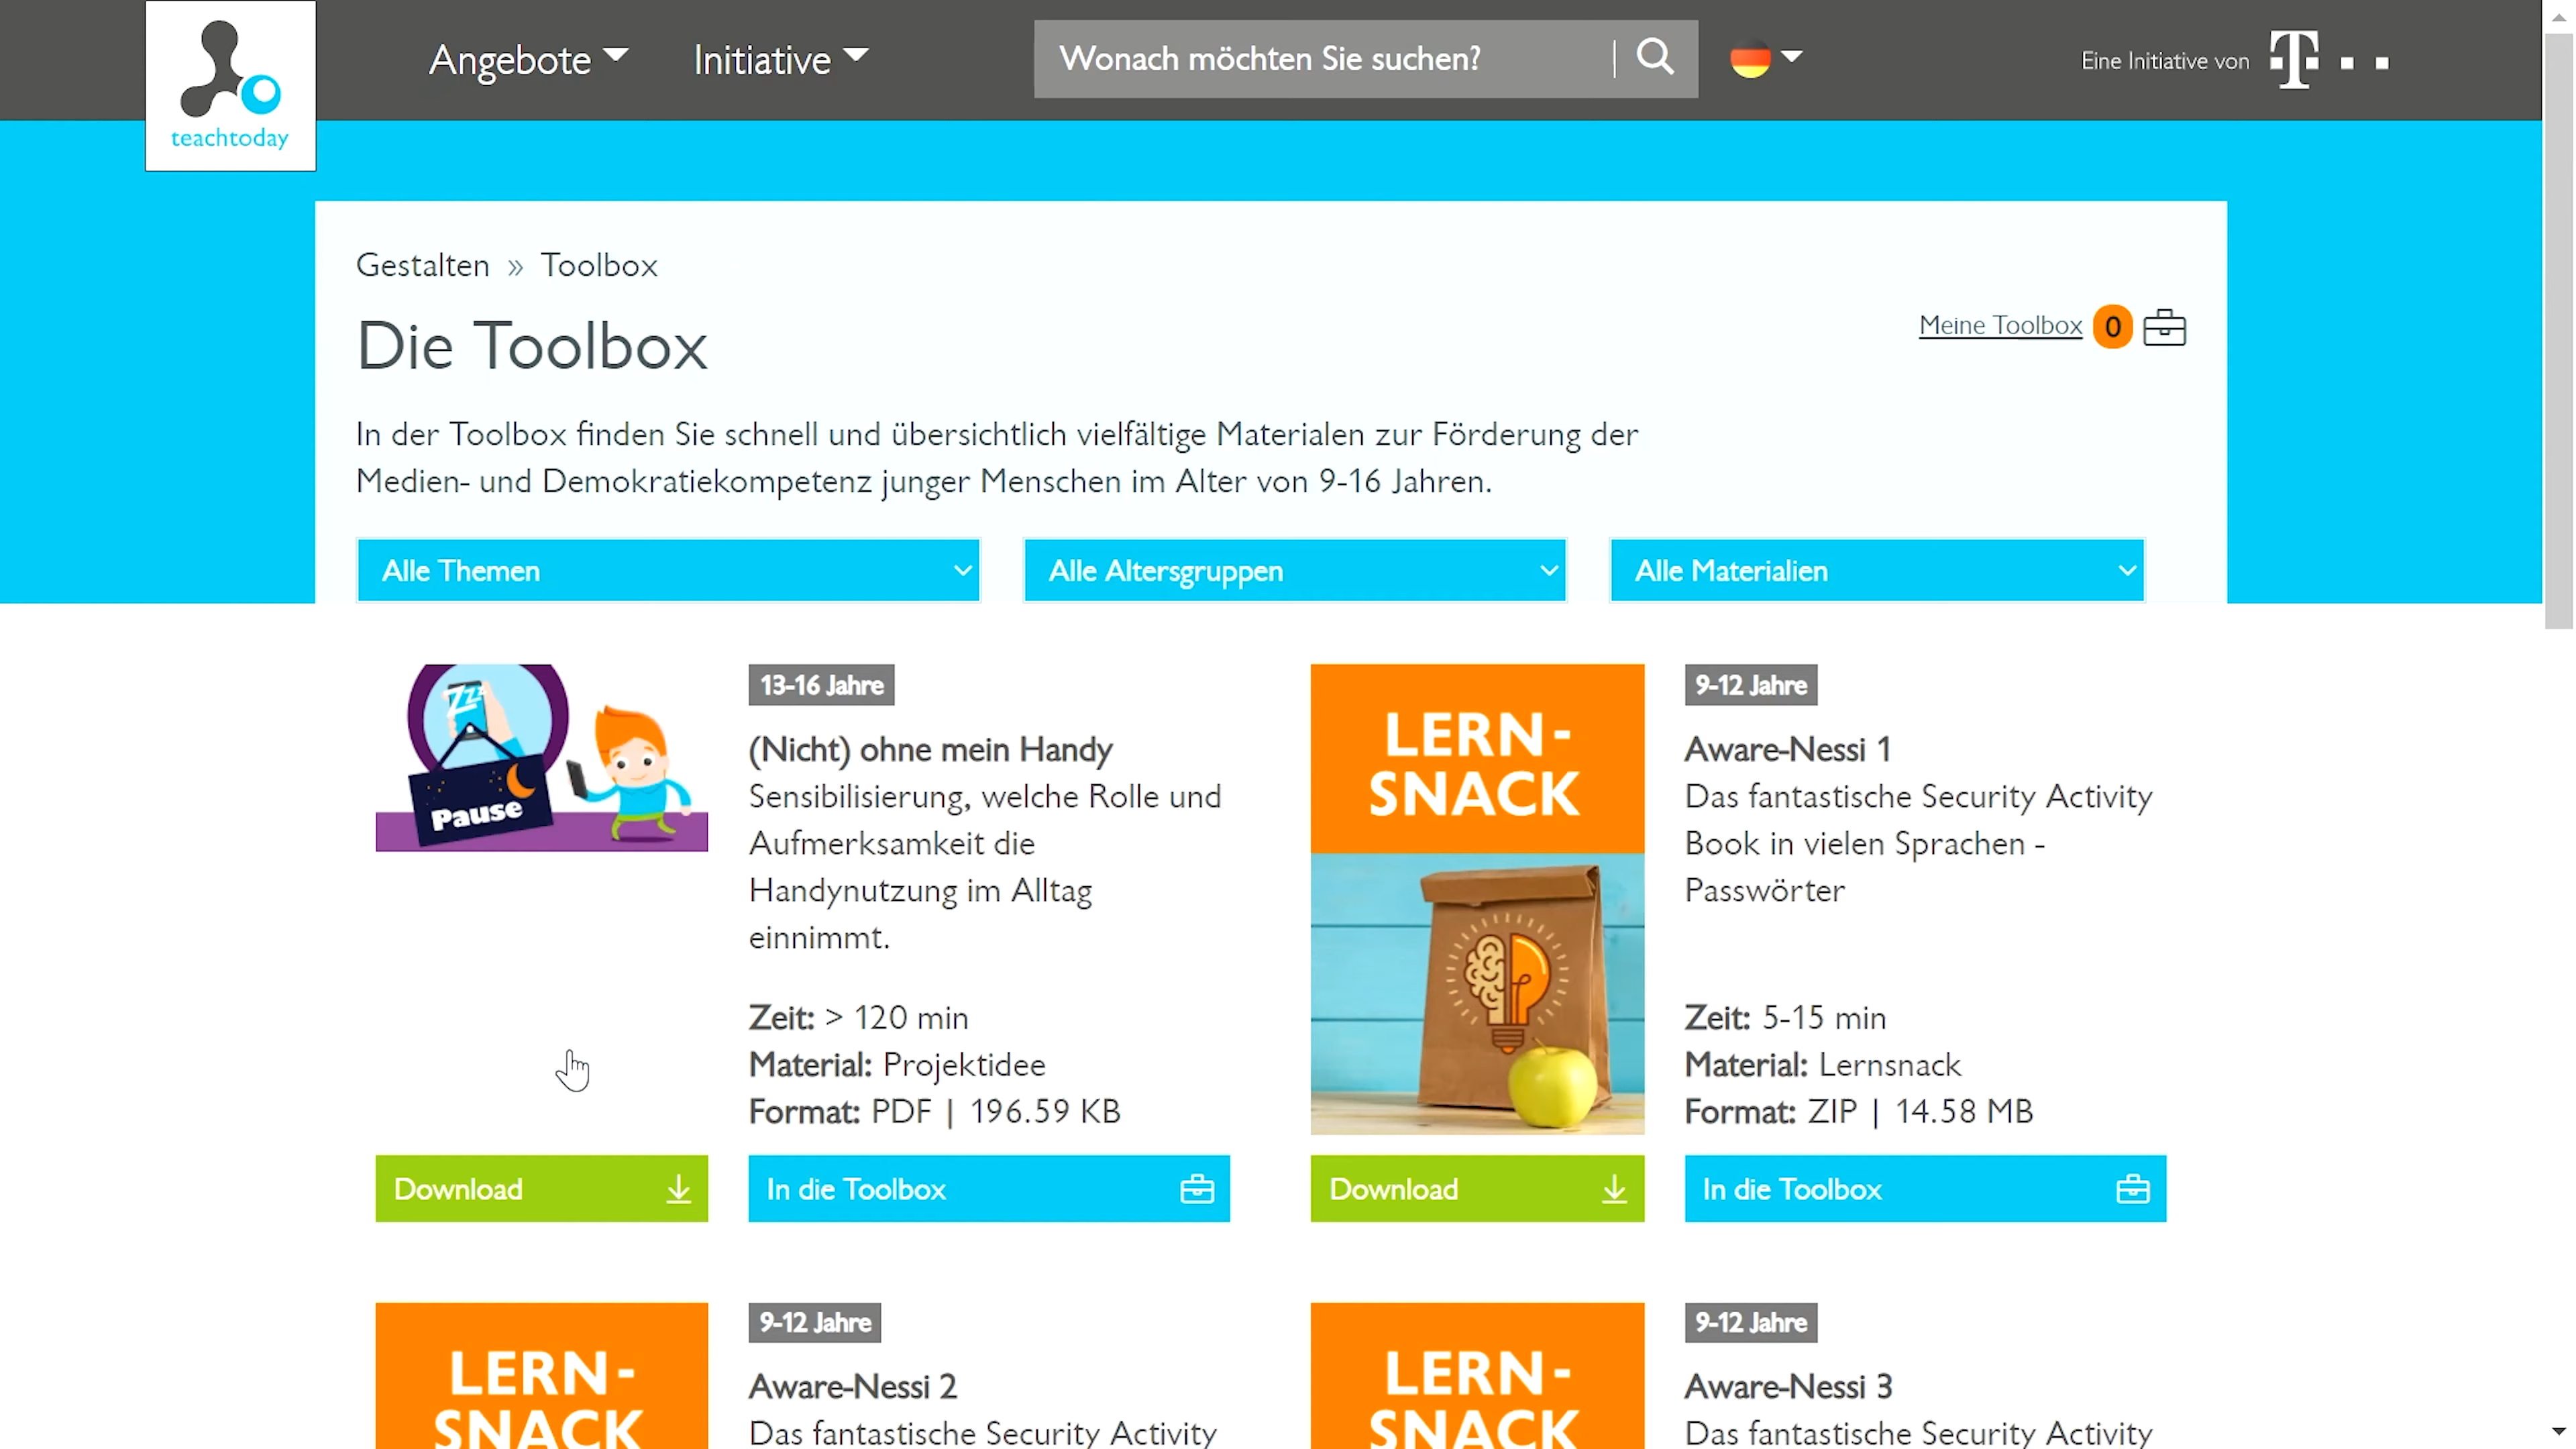 teachtoday
Angebote
Initiative
Wonach möchten Sie suchen?
Eine Initiative von
Gestalten » Toolbox
Die Toolbox
Meine Toolbox 0
In der Toolbox finden Sie schnell und übersichtlich vielfältige Materialen zur Förderung der
Medien- und Demokratiekompetenz junger Menschen im Alter von 9-16 Jahren.
Alle Themen
Alle Altersgruppen
Alle Materialien
Zzz
Pause
13-16 Jahre
(Nicht) ohne mein Handy
Sensibilisierung, welche Rolle und
Aufmerksamkeit die
Handynutzung im Alltag
einnimmt.
Zeit: > 120 min
Material: Projektidee
Format: PDF | 196.59 KB
Download
In die Toolbox
LERN-
SNACK
9-12 Jahre
Aware-Nessi 1
Das fantastische Security Activity
Book in vielen Sprachen -
Passwörter
Zeit: 5-15 min
Material: Lernsnack
Format: ZIP | 14.58 MB
Download
In die Toolbox
LERN-
SNACK
9-12 Jahre
Aware-Nessi 2
Das fantastische Security Activity
LERN-
SNACK
9-12 Jahre
Aware-Nessi 3
Das fantastische Security Activity